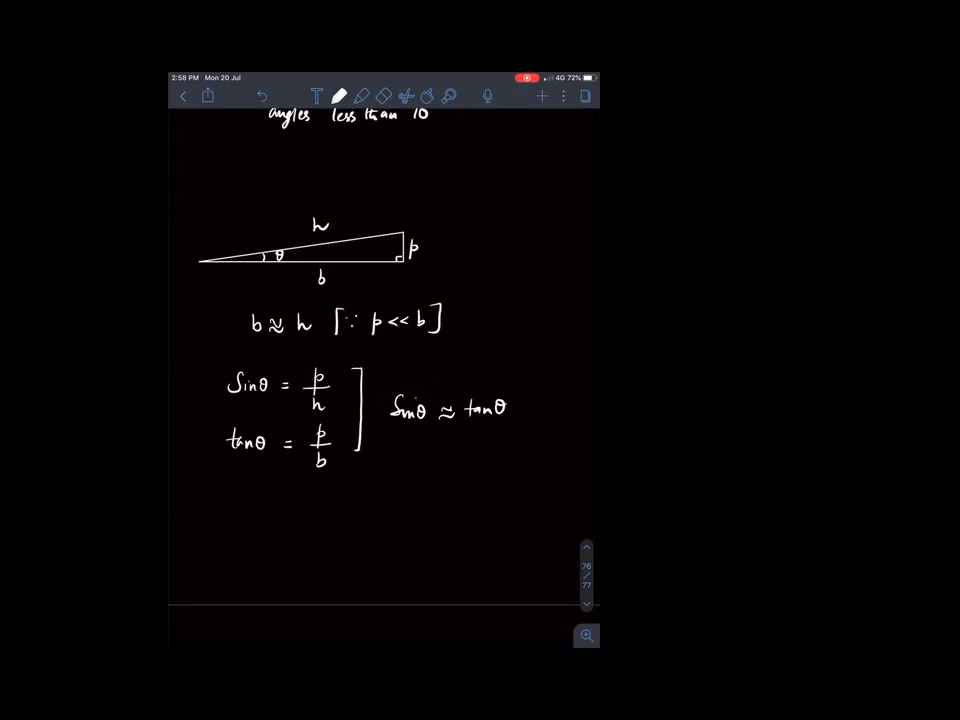 2:58 PM Mon 20 Jul 4G 72%
T
angles less than 10
h
θ
p
b
b ≈ h [∵ p << b]
Sinθ = p/h
Sinθ ≈ tanθ
tanθ = p/b
76
/
77